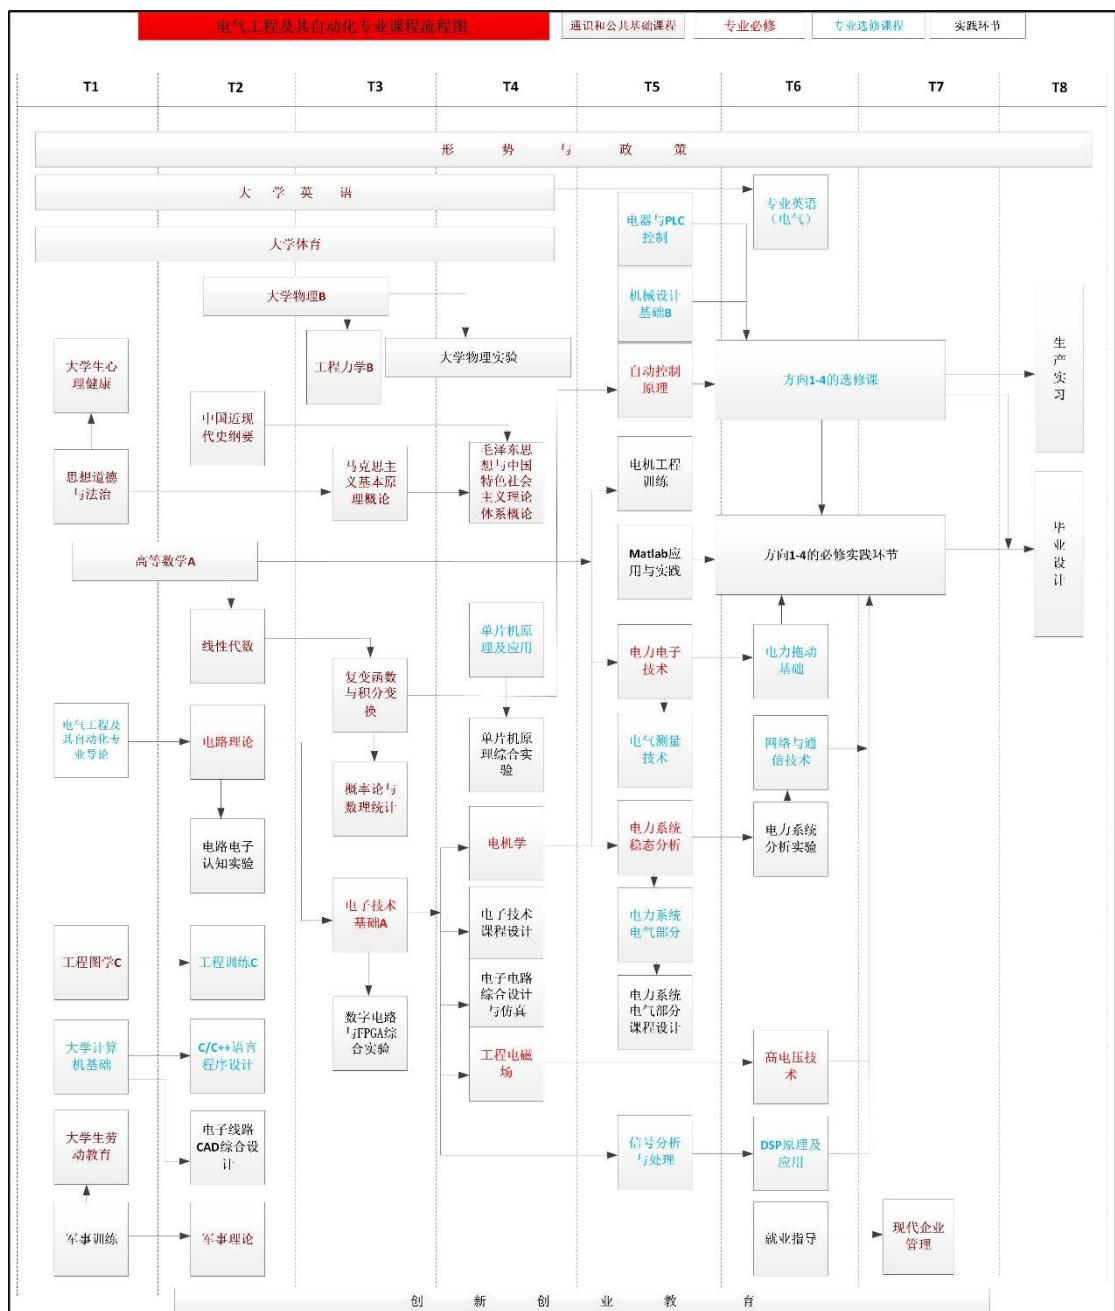 电气工程及其自动化专业课程流程图
通识和公共基础课程
专业必修
专业选修课程
实践环节
T1
T2
T3
T4
T5
T6
T7
T8
形势与政策
大学英语
专业英语
（电气）
电器与PLC
控制
大学体育
大学物理B
机械设计
基础B
工程力学B
大学物理实验
大学生心
理健康
自动控制
原理
方向1-4的选修课
生产实习
中国近现
代史纲要
思想道德
与法治
马克思主
义基本原
理概论
毛泽东思
想与中国
特色社会
主义理论
体系概论
电机工程
训练
高等数学A
Matlab应
用与实践
方向1-4的必修实践环节
毕业设计
线性代数
复变函数
与积分变
换
单片机原
理及应用
电力电子
技术
电力拖动
基础
电气工程及
其自动化专
业导论
电路理论
单片机原
理综合实
验
电气测量
技术
网络与通
信技术
概率论与
数理统计
电路电子
认知实验
电机学
电力系统
稳态分析
电力系统
分析实验
电子技术
基础A
电子技术
课程设计
电力系统
电气部分
工程图学C
工程训练C
电子电路
综合设计
与仿真
电力系统
电气部分
课程设计
数字电路
与FPGA综
合实验
大学计算
机基础
C/C++语言
程序设计
工程电磁
场
高电压技
术
大学生劳
动教育
电子线路
CAD综合设
计
信号分析
与处理
DSP原理及
应用
军事训练
军事理论
就业指导
现代企业
管理
创新创业教育